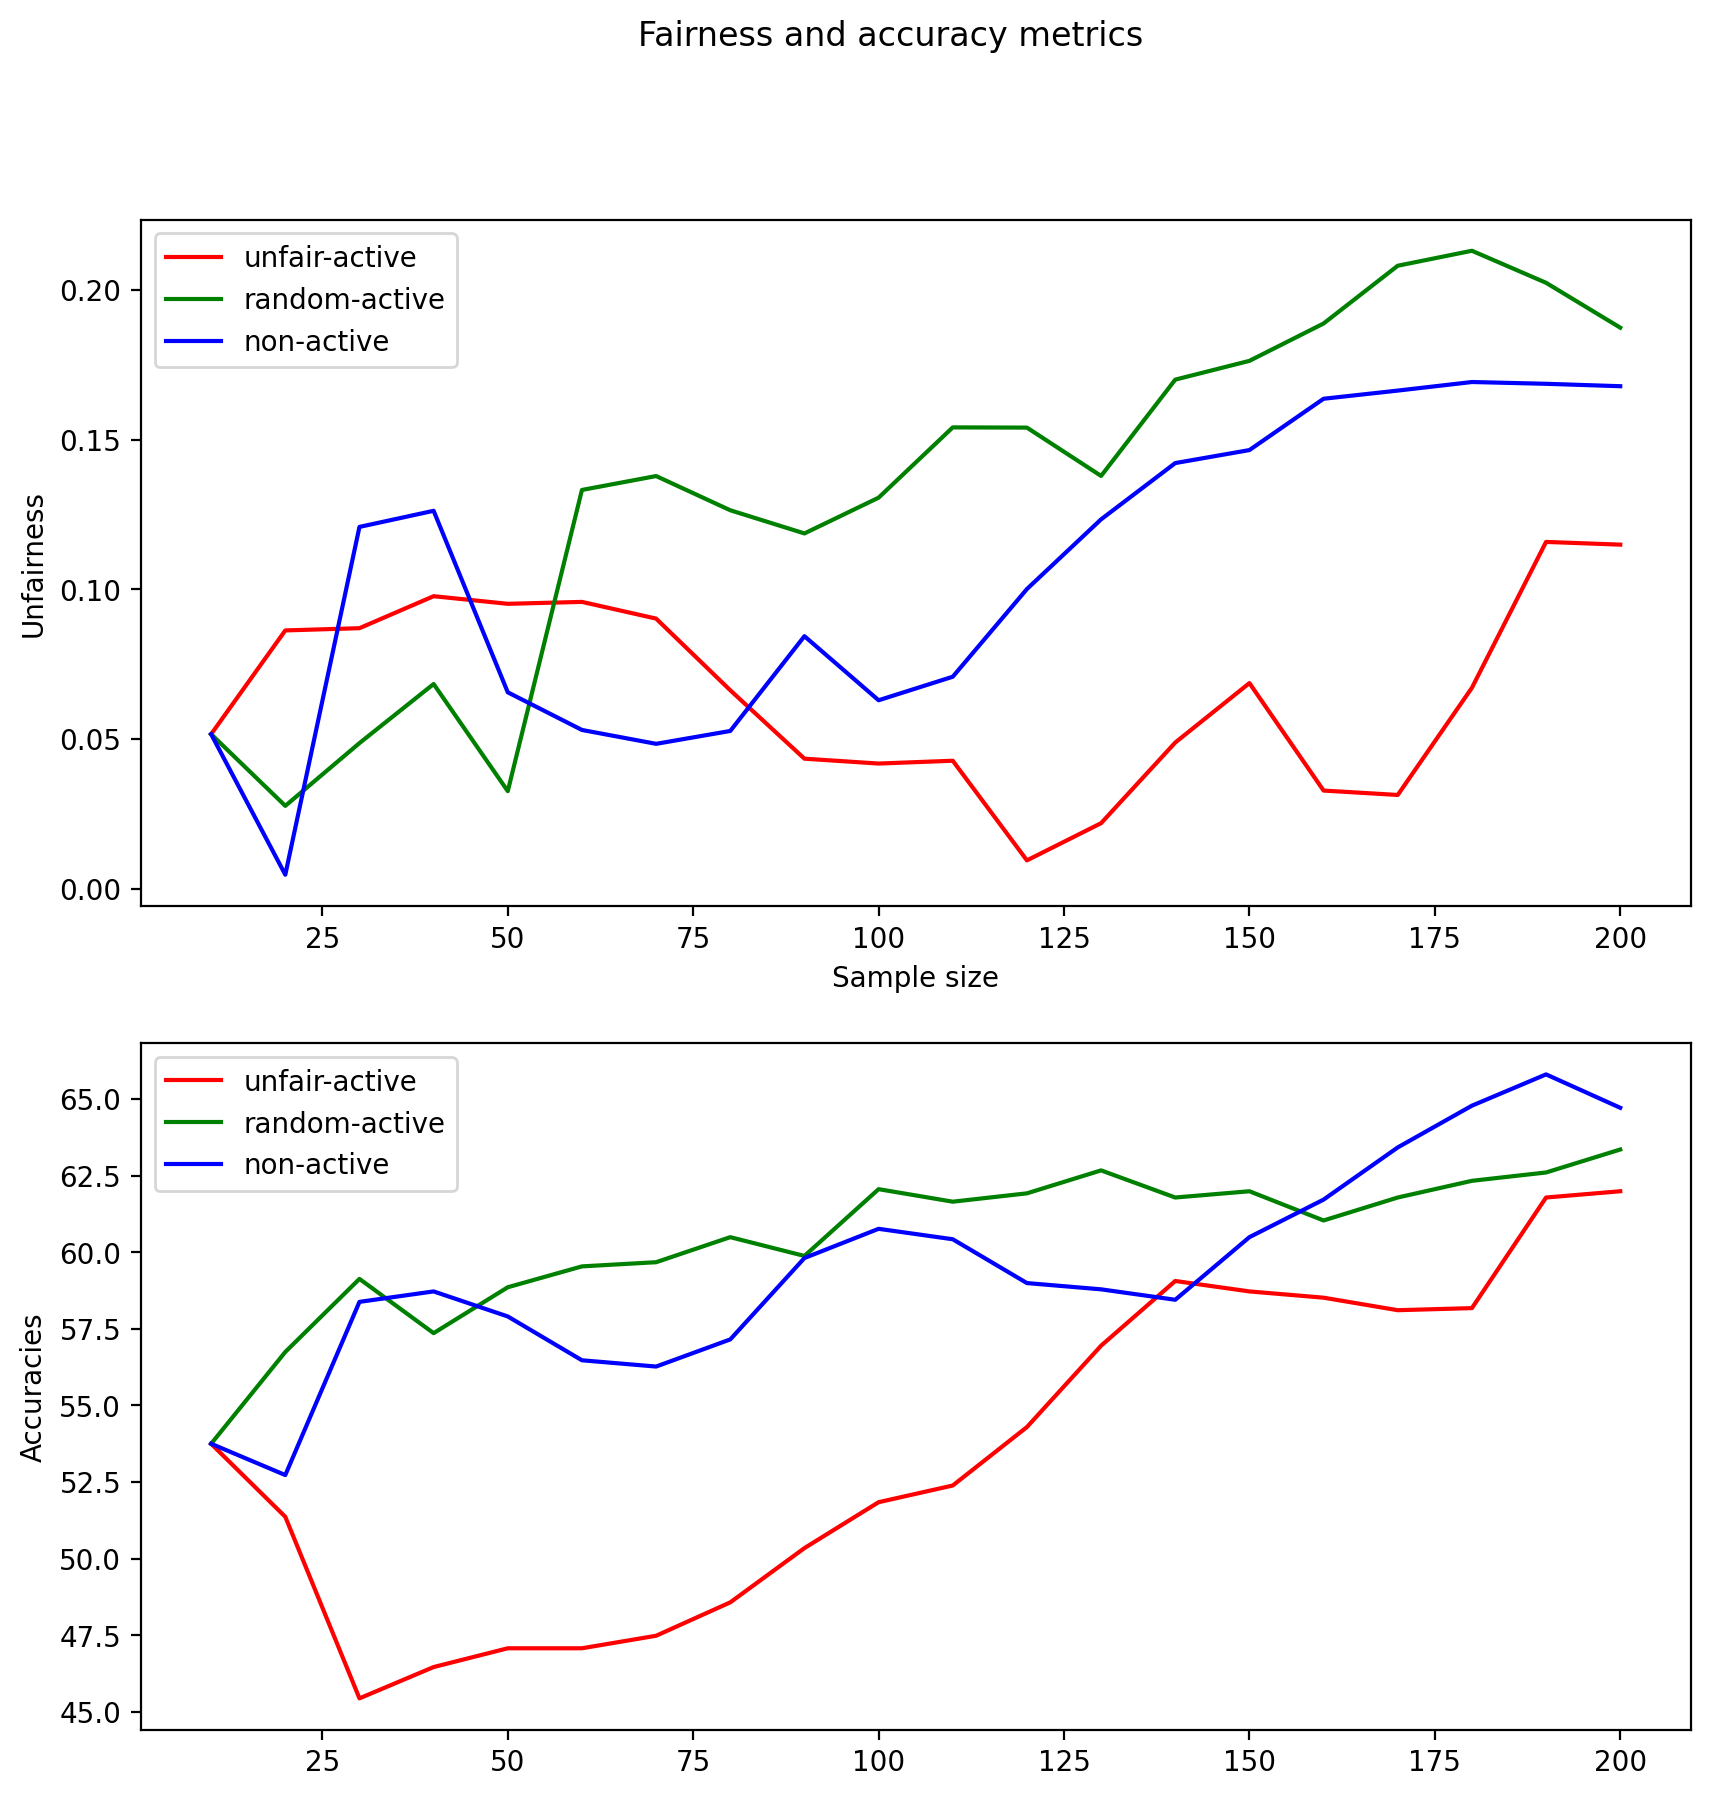 Fairness and accuracy metrics
unfair-active
random-active
non-active
0.20
0.15
0.10
0.05
0.00
Unfairness
25 50 75 100 125 150 175 200
Sample size
unfair-active
random-active
non-active
65.0
62.5
60.0
57.5
55.0
52.5
50.0
47.5
45.0
Accuracies
25 50 75 100 125 150 175 200